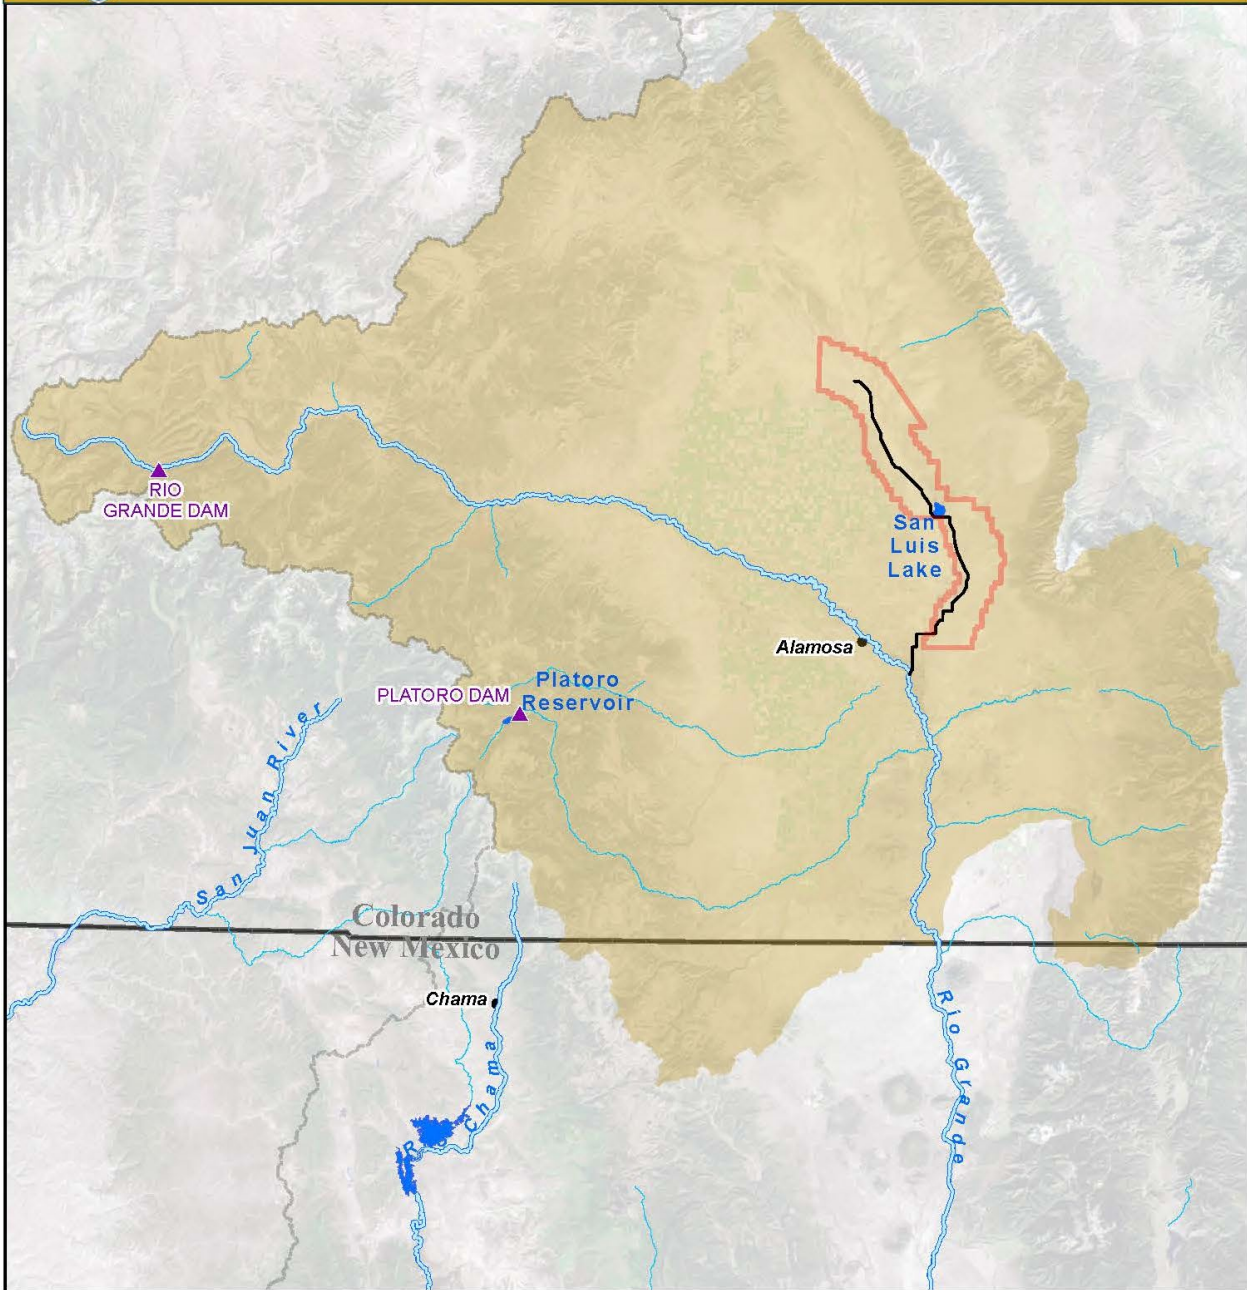 RIO
GRANDE DAM
San
Luis
Lake
Alamosa
Platoro
Reservoir
PLATORO DAM
San Juan River
Colorado
New Mexico
Chama
Rio Grande
R Chama